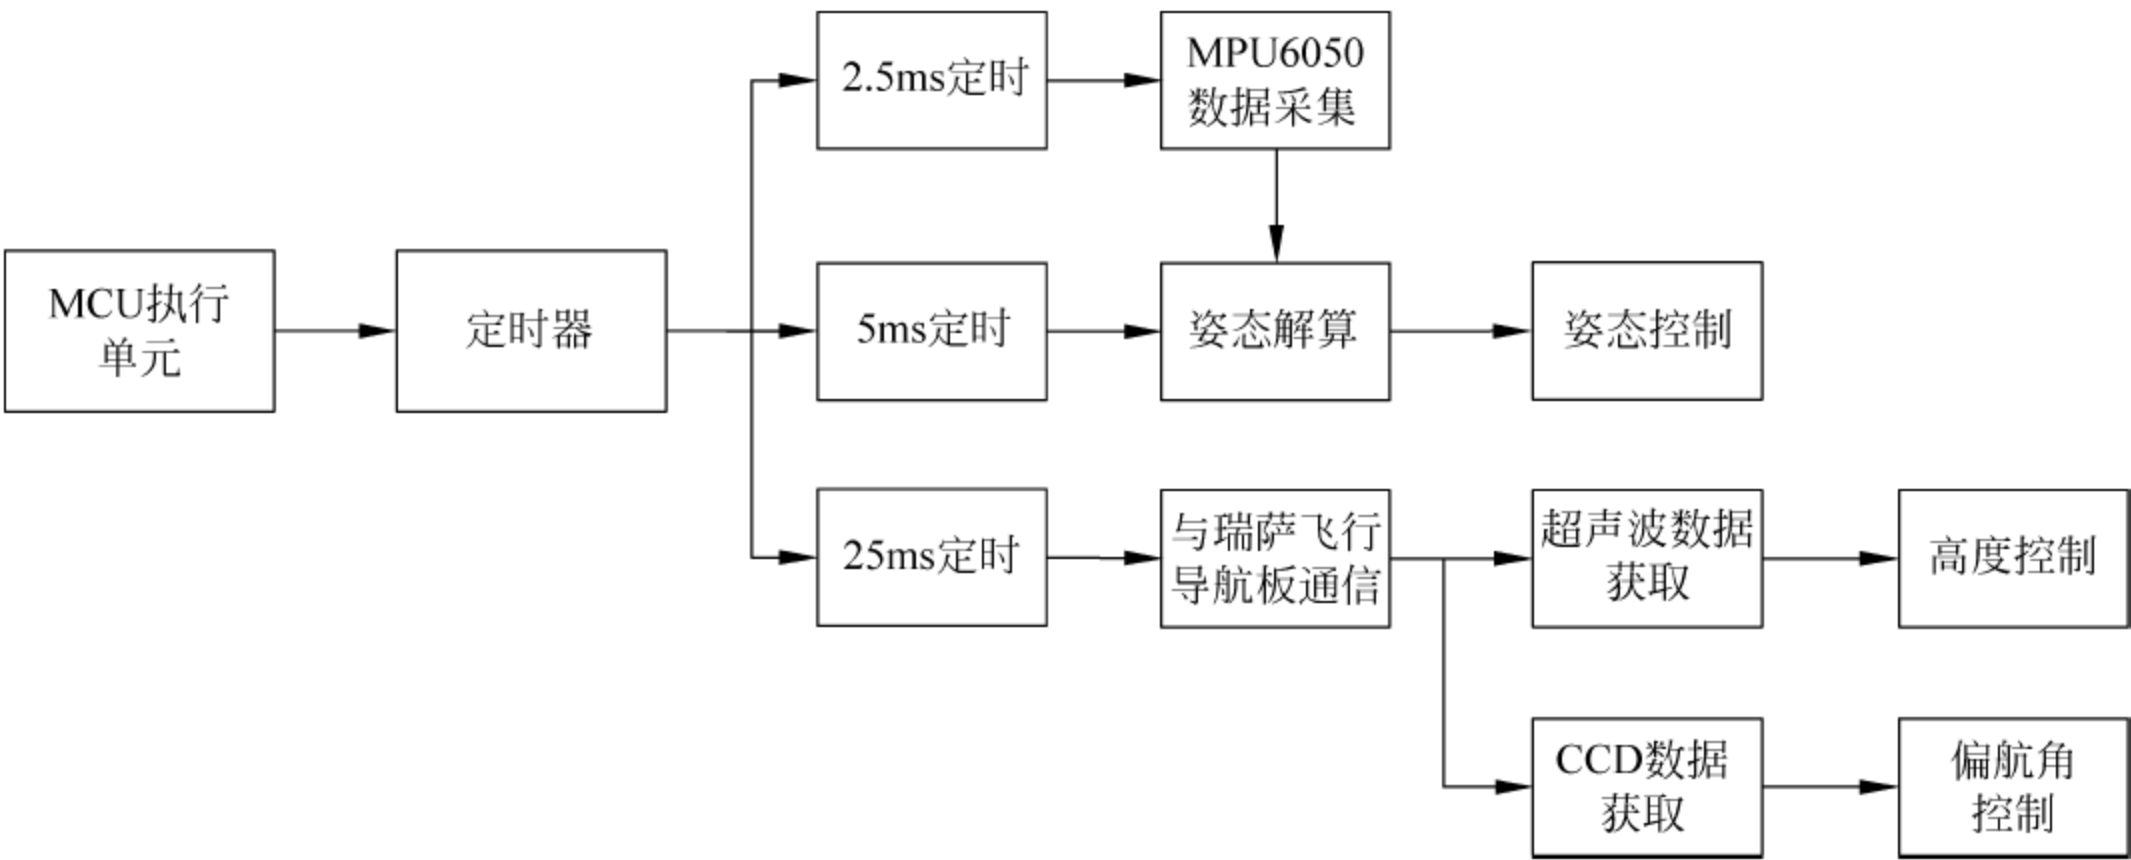 2.5ms定时
MPU6050
数据采集
MCU执行
单元
定时器
5ms定时
姿态解算
姿态控制
25ms定时
与瑞萨飞行
导航板通信
超声波数据
获取
高度控制
CCD数据
获取
偏航角
控制